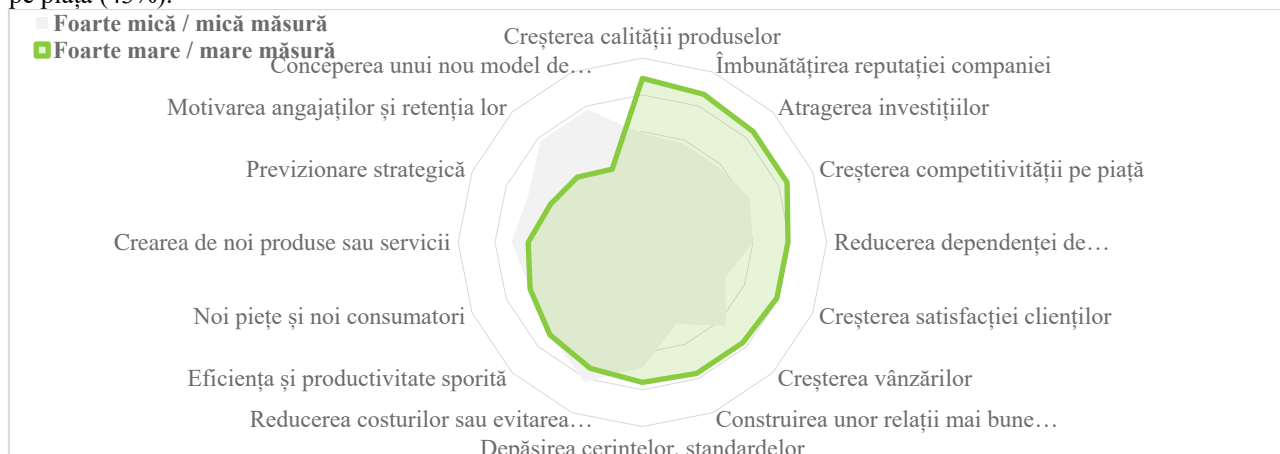 pe piață (45%).
Foarte mică / mică măsură
Foarte mare / mare măsură
Creșterea calității produselor
Îmbunătățirea reputației companiei
Atragerea investițiilor
Creșterea competitivității pe piață
Reducerea dependenței de…
Creșterea satisfacției clienților
Creșterea vânzărilor
Construirea unor relații mai bune…
Depășirea cerințelor, standardelor
Reducerea costurilor sau evitarea…
Eficiența și productivitate sporită
Noi piețe și noi consumatori
Crearea de noi produse sau servicii
Previzionare strategică
Motivarea angajaților și retenția lor
Conceperea unui nou model de…